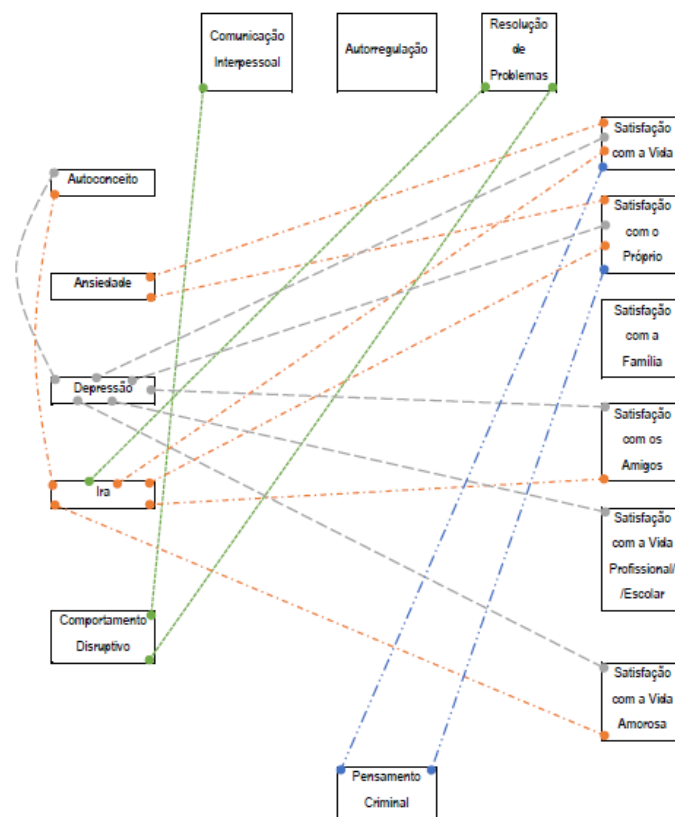 Comunicação
Interpessoal
Autorregulação
Resolução
de
Problemas
Satisfação
com a Vida
Autoconceito
Satisfação
com o
Próprio
Ansiedade
Satisfação
com a
Família
Depressão
Satisfação
com os
Amigos
Ira
Satisfação
com a Vida
Profissional/
/Escolar
Comportamento
Disruptivo
Satisfação
com a Vida
Amorosa
Pensamento
Criminal